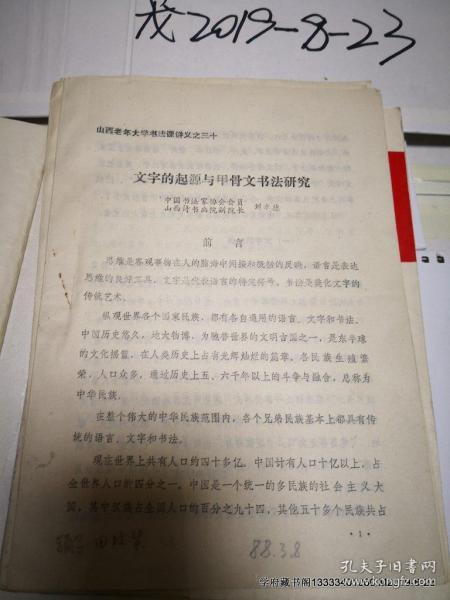 茂2019-8-23
山西老年大学书法课讲义之三十
文字的起源与甲骨文书法研究
中国书法家协会会员
山西诗书画院副院长 刘永德
前言
思维是客观事物在人的脑海中间接和概括的反映,语言是表达
思维的良好工具,文字是代表语言的特定符号,书法是美化文字的
传统艺术。
纵观世界各个国家民族,都有各自通用的语言、文字和书法。
中国历史悠久,地大物博,为驰誉世界的文明古国之一,是东半球
的文化摇篮,在人类历史上占有光辉灿烂的篇章。各民族生殖繁
荣,人口众多,通过历史上五、六千年以上的斗争与融合,总称为
中华民族。
在整个伟大的中华民族范围内,各个兄弟民族基本上都具有传
统的语言、文字和书法。
现在世界上共有人口约四十多亿,中国计有人口十亿以上,占
全世界人口的四分之一。中国是一个统一的多民族的社会主义大
国,其中汉族占全国人口的百分之九十四,其他五十多个民族共占
·1·
88.3.8
孔夫子旧书网